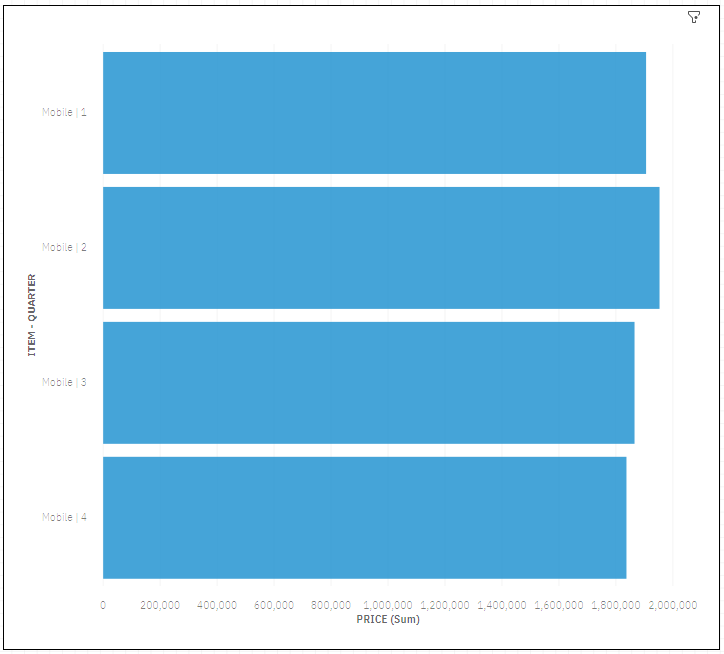 Mobile | 1
Mobile | 2
Mobile | 3
Mobile | 4
ITEM - QUARTER
0 200,000 400,000 600,000 800,000 1,000,000 1,200,000 1,400,000 1,600,000 1,800,000 2,000,000
PRICE (Sum)